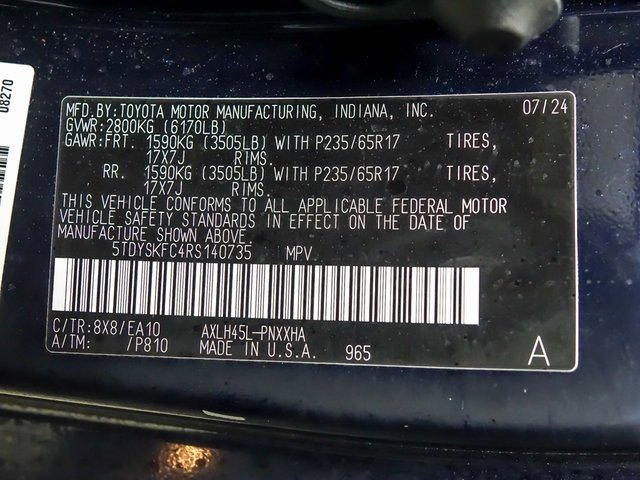 08270
MFD.BY:TOYOTA MOTOR MANUFACTURING, INDIANA, INC. 07/24
GVWR:2800KG (6170LB)
GAWR:FRT. 1590KG (3505LB) WITH P235/65R17 TIRES,
17X7J RIMS.
RR. 1590KG (3505LB) WITH P235/65R17 TIRES,
17X7J RIMS.
THIS VEHICLE CONFORMS TO ALL APPLICABLE FEDERAL MOTOR
VEHICLE SAFETY STANDARDS IN EFFECT ON THE DATE OF
MANUFACTURE SHOWN ABOVE.
5TDYSKFC4RS140735 MPV
C/TR:8X8/EA10 AXLH45L-PNXXHA
A/TM: /P810 MADE IN U.S.A. 965 A